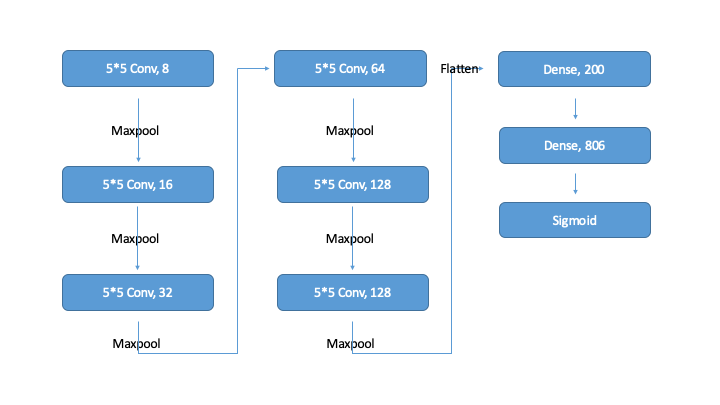 5*5 Conv, 8
Maxpool
5*5 Conv, 16
Maxpool
5*5 Conv, 32
Maxpool
5*5 Conv, 64
Maxpool
5*5 Conv, 128
Maxpool
5*5 Conv, 128
Maxpool
Flatten
Dense, 200
Dense, 806
Sigmoid